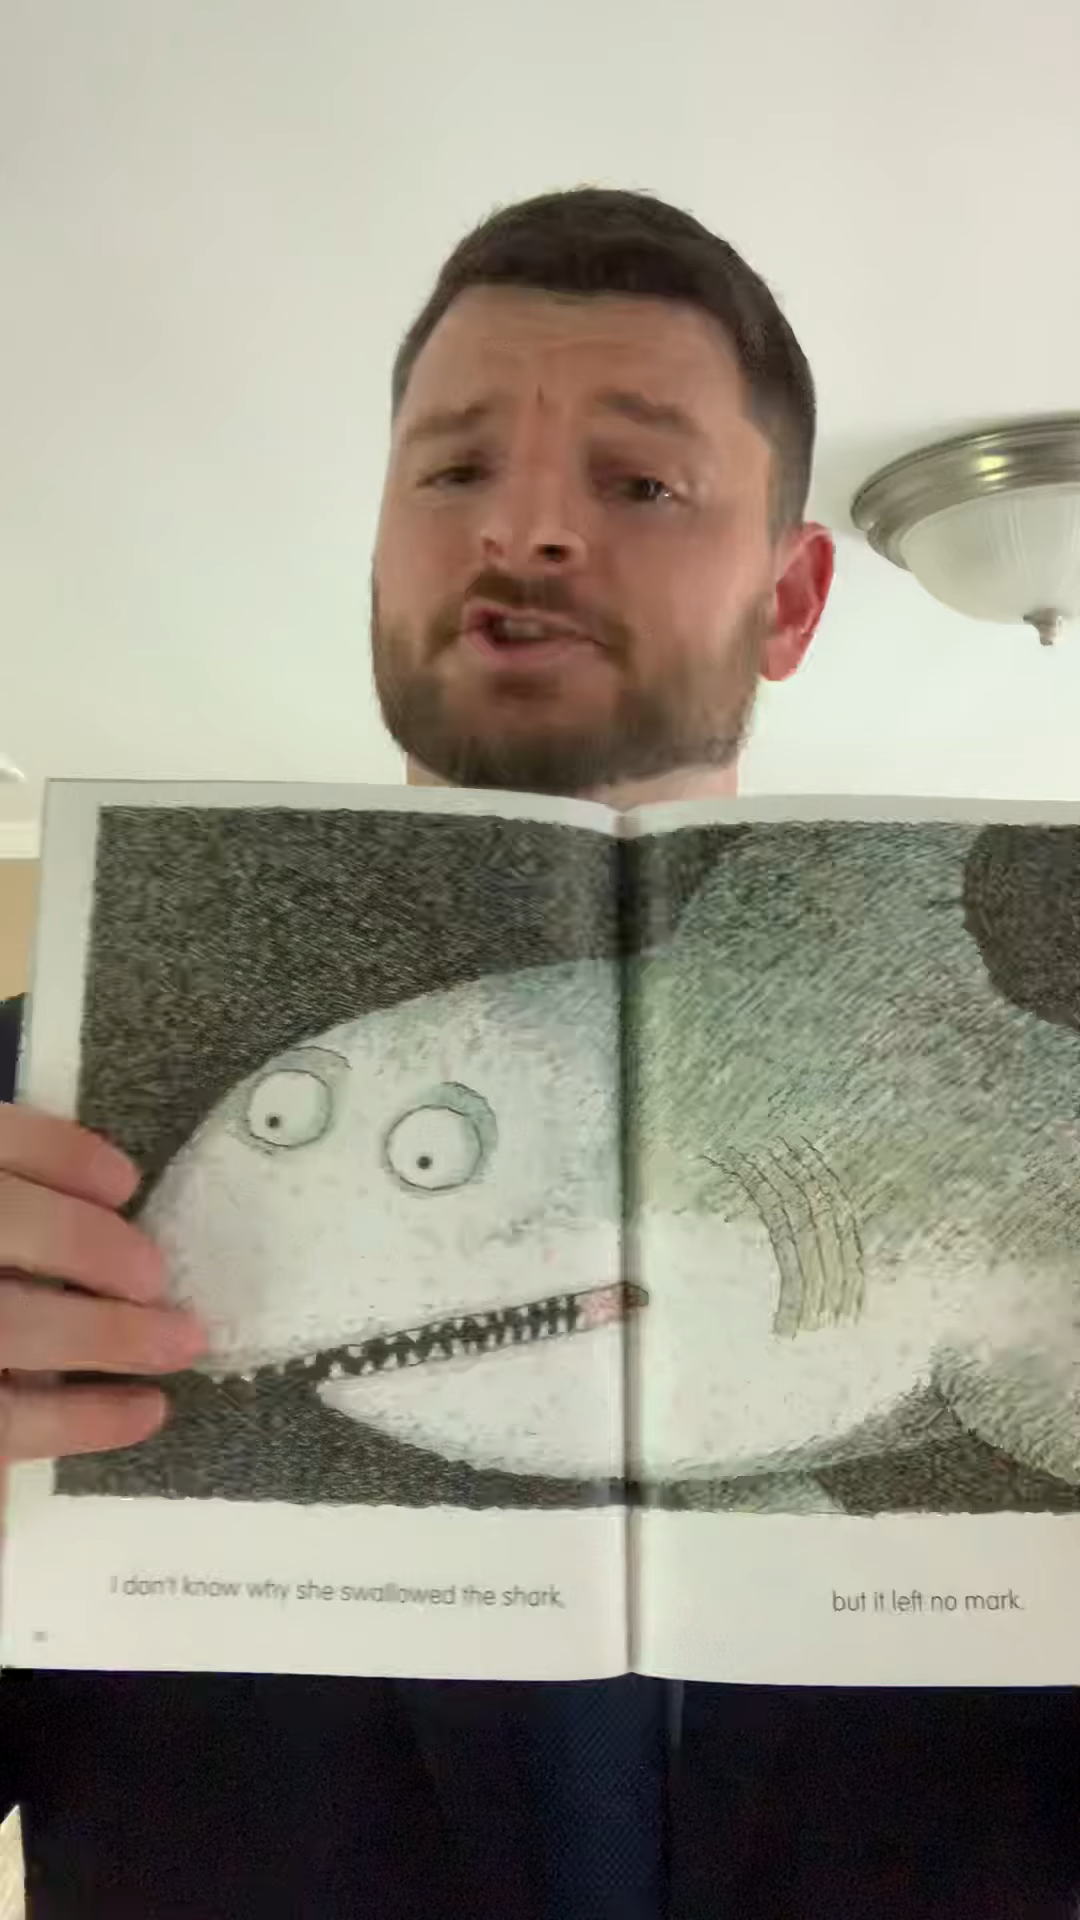 I don't know why she swallowed the shark,
but it left no mark.